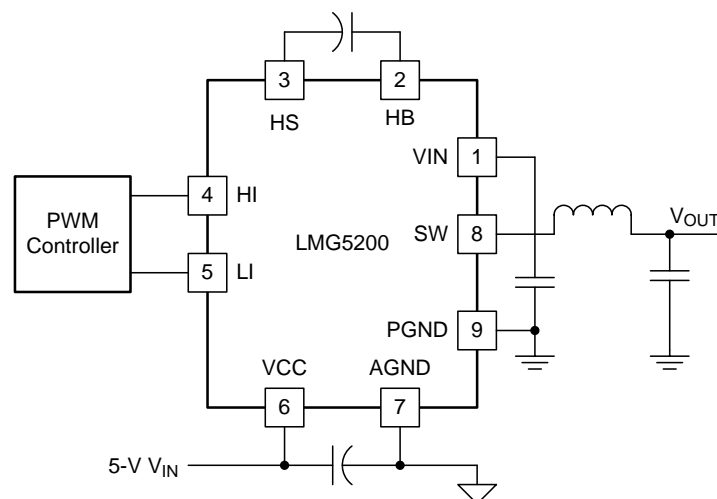 3
2
HS
HB
VIN
1
4
HI
PWM
Controller
LMG5200
SW
8
VOUT
5
LI
PGND
9
VCC
AGND
6
7
5-V VIN